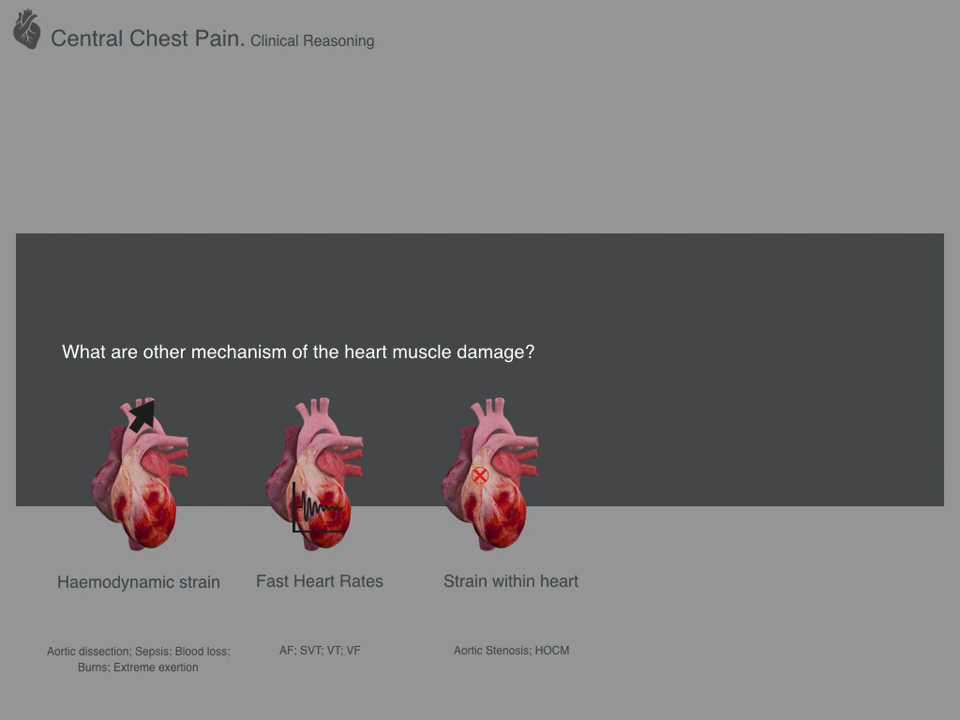 Central Chest Pain. Clinical Reasoning
What are other mechanism of the heart muscle damage?
Haemodynamic strain
Fast Heart Rates
Strain within heart
Aortic dissection; Sepsis; Blood loss;
Burns; Extreme exertion
AF; SVT; VT; VF
Aortic Stenosis; HOCM